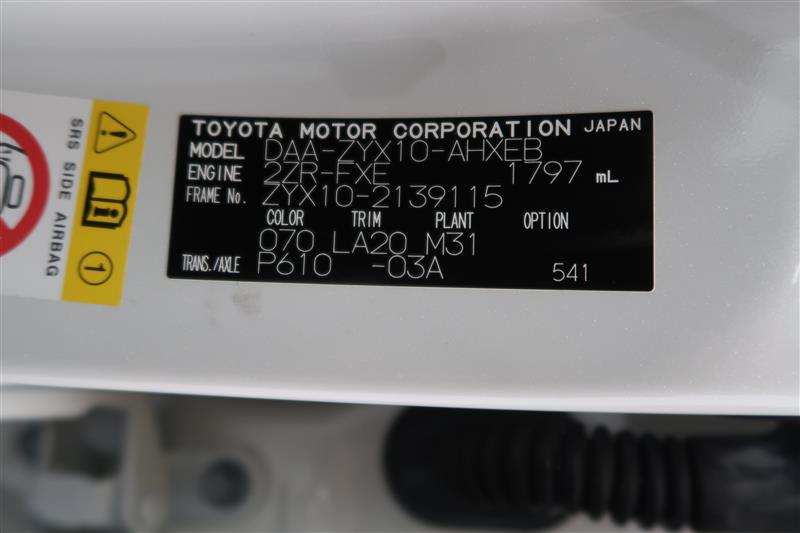 SRS SIDE AIRBAG
1
TOYOTA MOTOR CORPORATION JAPAN
MODEL DAA-ZYX10-AHXEB
ENGINE 2ZR-FXE 1797 mL
FRAME No. ZYX10-2139115
COLOR TRIM PLANT OPTION
070 LA20 M31
TRANS./AXLE P610 -03A 541